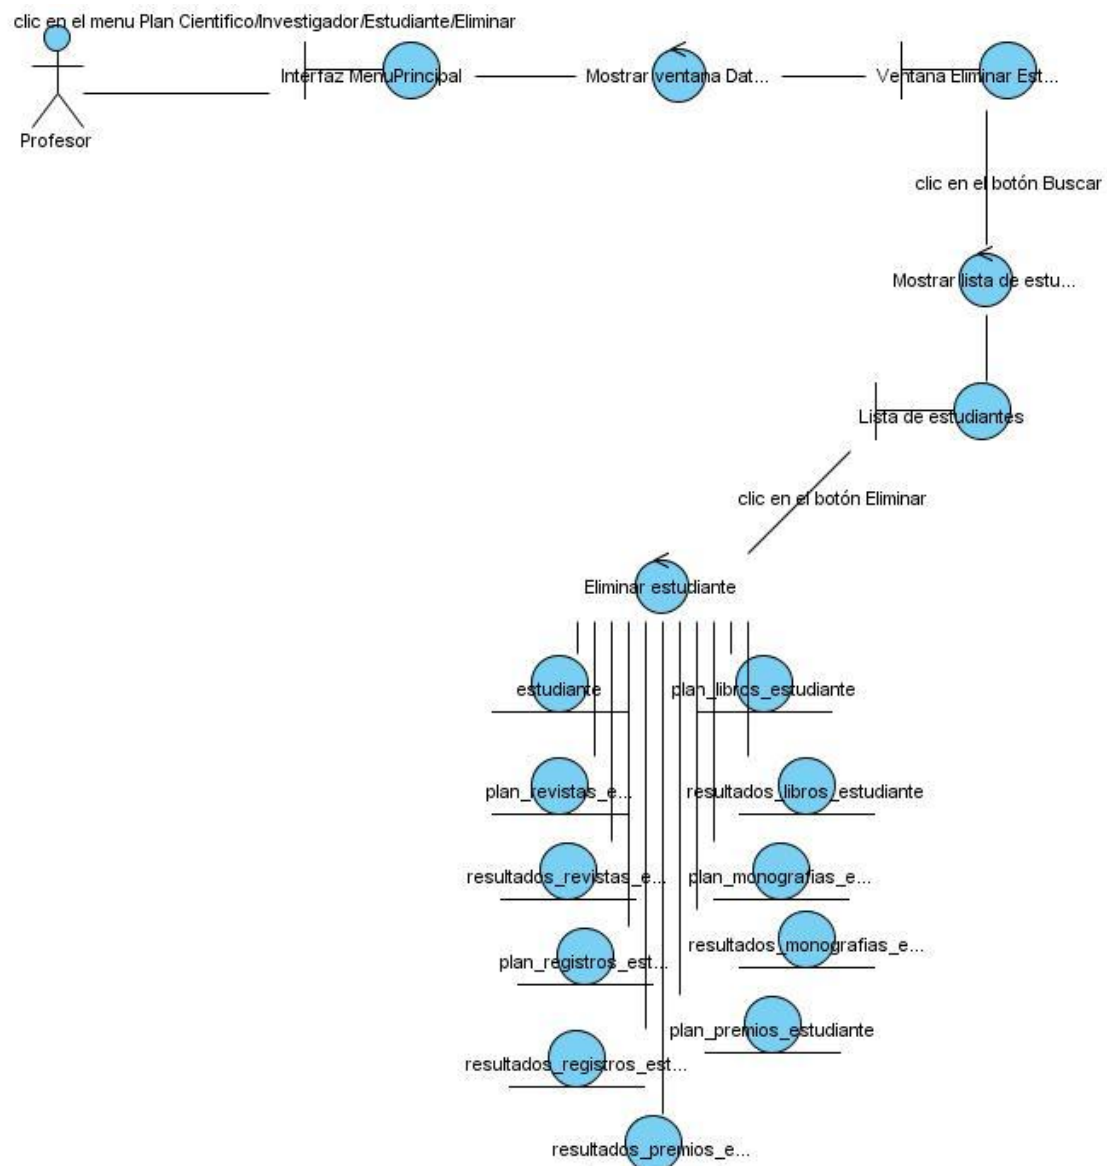 clic en el menu Plan Cientifico/Investigador/Estudiante/Eliminar
Interfaz MenuPrincipal
Mostrar ventana Dat...
Ventana Eliminar Est...
Profesor
clic en el botón Buscar
Mostrar lista de estu...
Lista de estudiantes
clic en el botón Eliminar
Eliminar estudiante
estudiante
plan_libros_estudiante
plan_revistas_e...
resultados_libros_estudiante
resultados_revistas_e...
plan_monografias_e...
resultados_monografias_e...
plan_registros_est...
plan_premios_estudiante
resultados_registros_est...
resultados_premios_e...